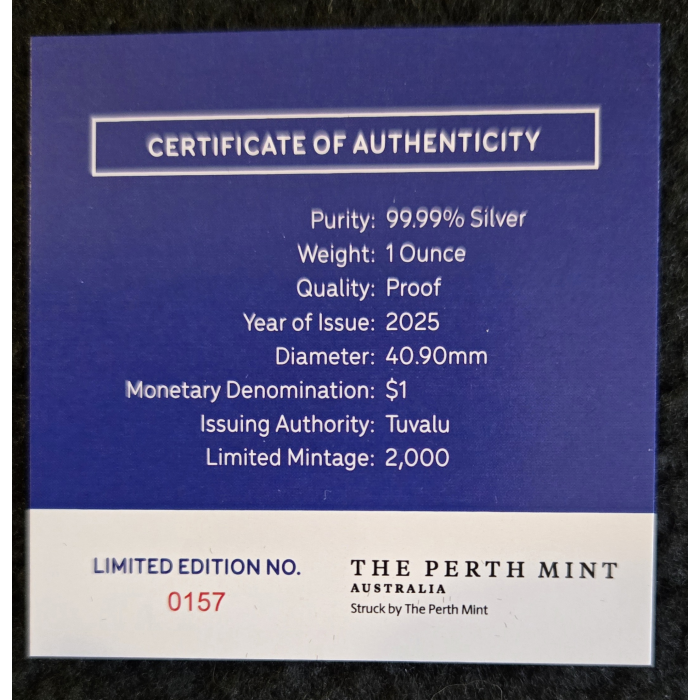 CERTIFICATE OF AUTHENTICITY
Purity: 99.99% Silver
Weight: 1 Ounce
Quality: Proof
Year of Issue: 2025
Diameter: 40.90mm
Monetary Denomination: $1
Issuing Authority: Tuvalu
Limited Mintage: 2,000
LIMITED EDITION NO.
0157
THE PERTH MINT
AUSTRALIA
Struck by The Perth Mint